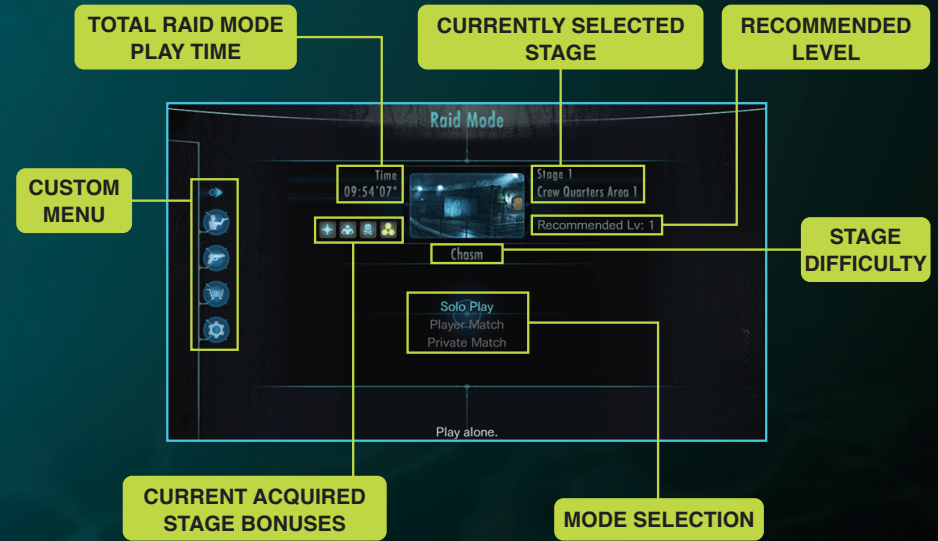 TOTAL RAID MODE
PLAY TIME
CURRENTLY SELECTED
STAGE
RECOMMENDED
LEVEL
Raid Mode
CUSTOM
MENU
Time
09:54'07"
Stage 1
Crew Quarters Area 1
Recommended Lv: 1
Chasm
STAGE
DIFFICULTY
Solo Play
Player Match
Private Match
Play alone.
CURRENT ACQUIRED
STAGE BONUSES
MODE SELECTION